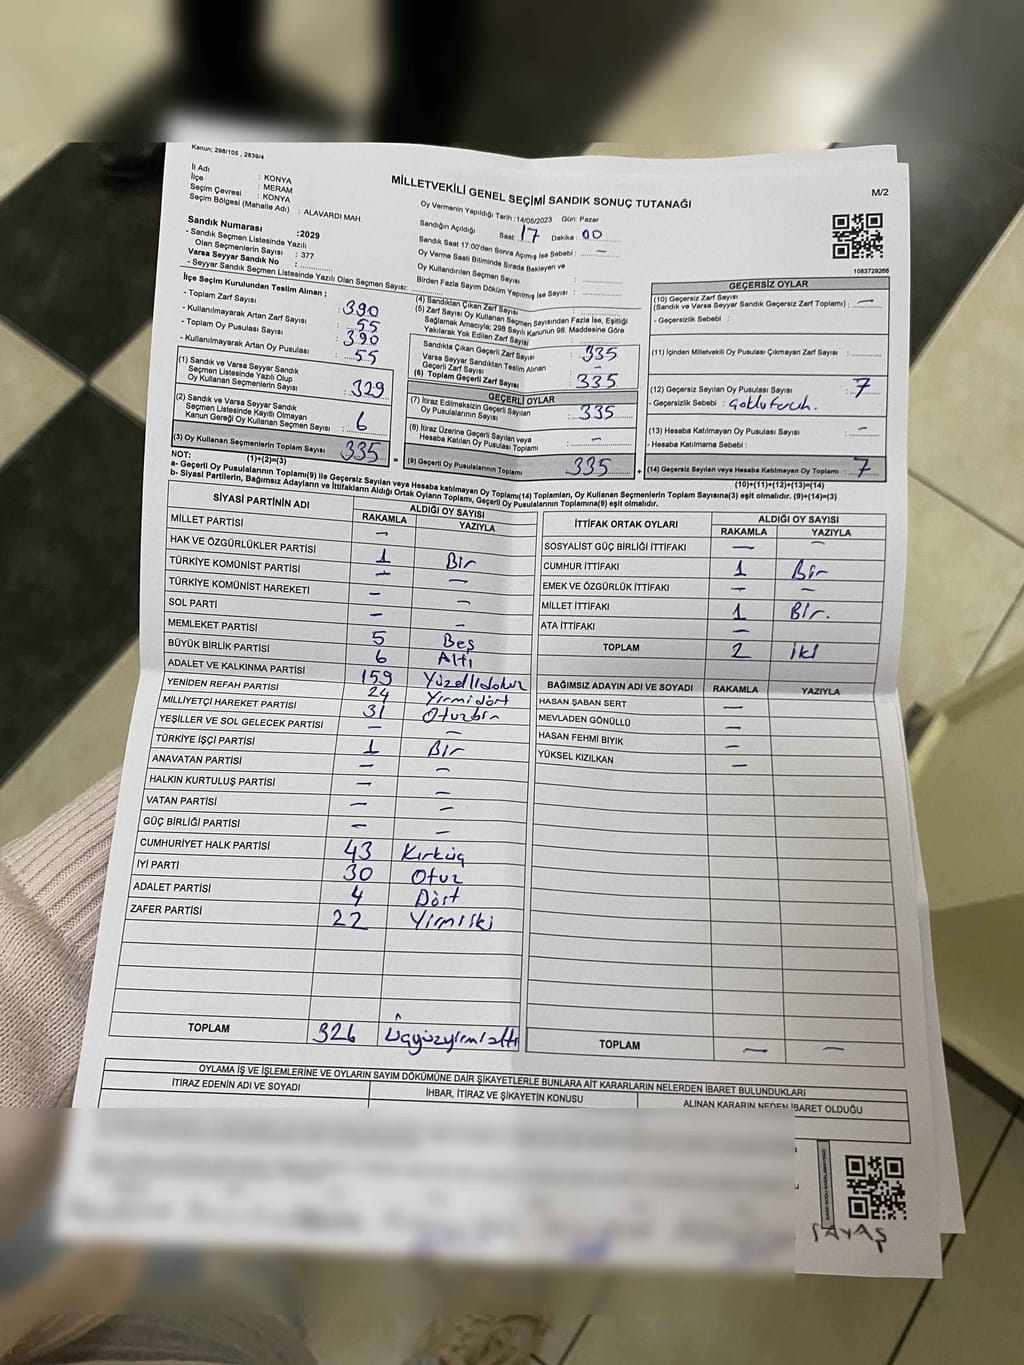 Kanun; 298/105 , 2839/4
İl Adı : KONYA
İlçe : MERAM
Seçim Çevresi : KONYA
Seçim Bölgesi (Mahalle Adı) : ALAVARDI MAH.
MİLLETVEKİLİ GENEL SEÇİMİ SANDIK SONUÇ TUTANAĞI
M/2
Oy Vermenin Yapıldığı Tarih :14/05/2023 Gün: Pazar
Sandığın Açıldığı Saat: 17 Dakika : 00
Sandık Saat 17:00'den Sonra Açılmış İse Sebebi : –
Oy Verme Saati Bitiminde Sırada Bekleyen ve
Oy Kullandırılan Seçmen Sayısı :
Birden Fazla Sayım Döküm Yapılmış İse Sayısı :
1083729266
Sandık Numarası :2029
- Sandık Seçmen Listesinde Yazılı
Olan Seçmenlerin Sayısı : 377
Varsa Seyyar Sandık No :
- Seyyar Sandık Seçmen Listesinde Yazılı Olan Seçmen Sayısı:
İlçe Seçim Kurulundan Teslim Alınan ;
- Toplam Zarf Sayısı : 390
- Kullanılmayarak Artan Zarf Sayısı : 55
- Toplam Oy Pusulası Sayısı : 390
- Kullanılmayarak Artan Oy Pusulası : 55
(1) Sandık ve Varsa Seyyar Sandık
Seçmen Listesinde Yazılı Olup
Oy Kullanan Seçmenlerin Sayısı : 329
(2) Sandık ve Varsa Seyyar Sandık
Seçmen Listesinde Kayıtlı Olmayan
Kanun Gereği Oy Kullanan Seçmen Sayısı : 6
(3) Oy Kullanan Seçmenlerin Toplam Sayısı : 335
(1)+(2)=(3)
(4) Sandıktan Çıkan Zarf Sayısı :
(5) Zarf Sayısı Oy Kullanan Seçmen Sayısından Fazla İse, Eşitliği
Sağlamak Amacıyla; 298 Sayılı Kanunun 98. Maddesine Göre
Yakılarak Yok Edilen Zarf Sayısı :
Sandıkta Çıkan Geçerli Zarf Sayısı : 335
Varsa Seyyar Sandıktan Teslim Alınan
Geçerli Zarf Sayısı : –
(6) Toplam Geçerli Zarf Sayısı : 335
GEÇERLİ OYLAR
(7) İtiraz Edilmeksizin Geçerli Sayılan
Oy Pusulalarının Sayısı : 335
(8) İtiraz Üzerine Geçerli Sayılan veya
Hesaba Katılan Oy Pusulası Toplamı : –
= (9) Geçerli Oy Pusulalarının Toplamı 335 +
GEÇERSİZ OYLAR
(10) Geçersiz Zarf Sayısı
(Sandık ve Varsa Seyyar Sandık Geçersiz Zarf Toplamı) : –
- Geçersizlik Sebebi :
(11) İçinden Milletvekili Oy Pusulası Çıkmayan Zarf Sayısı :
(12) Geçersiz Sayılan Oy Pusulası Sayısı : 7
- Geçersizlik Sebebi :
(13) Hesaba Katılmayan Oy Pusulası Sayısı : –
- Hesaba Katılmama Sebebi :
(14) Geçersiz Sayılan veya Hesaba Katılmayan Oy Pusulası Toplamı : 7
(10)+(11)+(12)+(13)=(14)
NOT:
a- Geçerli Oy Pusulalarının Toplamı(9) ile Geçersiz Sayılan veya Hesaba katılmayan Oy Pusulası Toplamı(14) Toplamları, Oy Kullanan Seçmenlerin Toplam Sayısına(3) eşit olmalıdır. (9)+(14)=(3)
b- Siyasi Partilerin, Bağımsız Adayların ve İttifakların Aldığı Ortak Oyların Toplamı, Geçerli Oy Pusulalarının Toplamına(9) eşit olmalıdır.
SİYASİ PARTİNİN ADI ALDIĞI OY SAYISI
RAKAMLA YAZIYLA
MİLLET PARTİSİ –
HAK VE ÖZGÜRLÜKLER PARTİSİ 1 Bir
TÜRKİYE KOMÜNİST PARTİSİ – –
TÜRKİYE KOMÜNİST HAREKETİ – –
SOL PARTİ – –
MEMLEKET PARTİSİ 5 Beş
BÜYÜK BİRLİK PARTİSİ 6 Altı
ADALET VE KALKINMA PARTİSİ 159 Yüzellidokuz
YENİDEN REFAH PARTİSİ 24 Yirmidört
MİLLİYETÇİ HAREKET PARTİSİ 31 Otuzbir
YEŞİLLER VE SOL GELECEK PARTİSİ – –
TÜRKİYE İŞÇİ PARTİSİ 1 Bir
ANAVATAN PARTİSİ – –
HALKIN KURTULUŞ PARTİSİ – –
VATAN PARTİSİ – –
GÜÇ BİRLİĞİ PARTİSİ – –
CUMHURİYET HALK PARTİSİ 43 Kırküç
İYİ PARTİ 30 Otuz
ADALET PARTİSİ 4 Dört
ZAFER PARTİSİ 22 Yirmiiki
TOPLAM 326 Üçyüzyirmialtı
İTTİFAK ORTAK OYLARI ALDIĞI OY SAYISI
RAKAMLA YAZIYLA
SOSYALİST GÜÇ BİRLİĞİ İTTİFAKI – –
CUMHUR İTTİFAKI 1 Bir
EMEK VE ÖZGÜRLÜK İTTİFAKI – –
MİLLET İTTİFAKI 1 Bir.
ATA İTTİFAKI –
TOPLAM 2 iki
BAĞIMSIZ ADAYIN ADI VE SOYADI RAKAMLA YAZIYLA
HASAN ŞABAN SERT –
MEVLADEN GÖNÜLLÜ –
HASAN FEHMİ BIYIK –
YÜKSEL KIZILKAN –
TOPLAM – –
OYLAMA İŞ VE İŞLEMLERİNE VE OYLARIN SAYIM DÖKÜMÜNE DAİR ŞİKAYETLERLE BUNLARA AİT KARARLARIN NELERDEN İBARET BULUNDUKLARI
İTİRAZ EDENİN ADI VE SOYADI İHBAR, İTİRAZ VE ŞİKAYETİN KONUSU ALINAN KARARIN NEDEN İBARET OLDUĞU
SAVAŞ